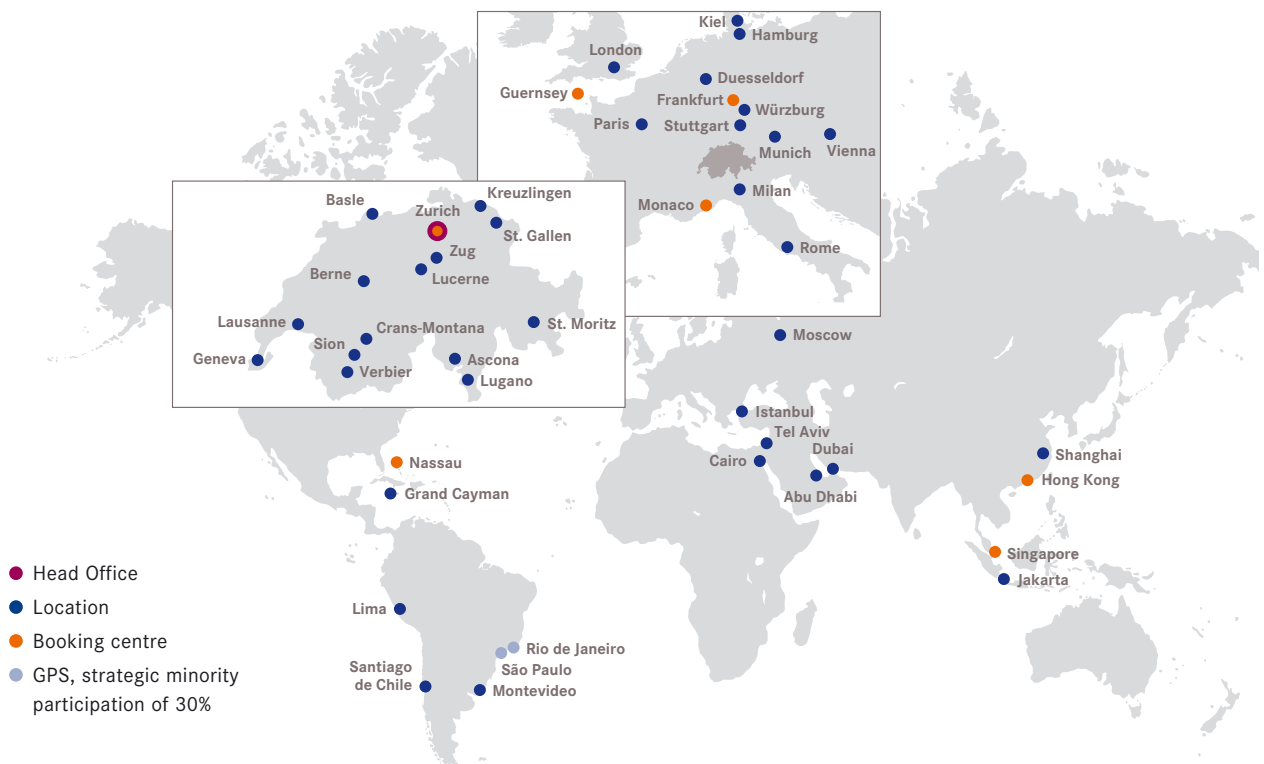 Kiel
Hamburg
London
Duesseldorf
Guernsey
Frankfurt
Würzburg
Paris
Stuttgart
Munich
Vienna
Milan
Monaco
Rome
Kreuzlingen
Basle
Zurich
St. Gallen
Zug
Berne
Lucerne
Lausanne
Crans-Montana
St. Moritz
Sion
Geneva
Ascona
Verbier
Lugano
Moscow
Istanbul
Tel Aviv
Dubai
Cairo
Abu Dhabi
Shanghai
Hong Kong
Nassau
Grand Cayman
Singapore
Jakarta
Lima
Rio de Janeiro
São Paulo
Santiago
de Chile
Montevideo
Head Office
Location
Booking centre
GPS, strategic minority
participation of 30%